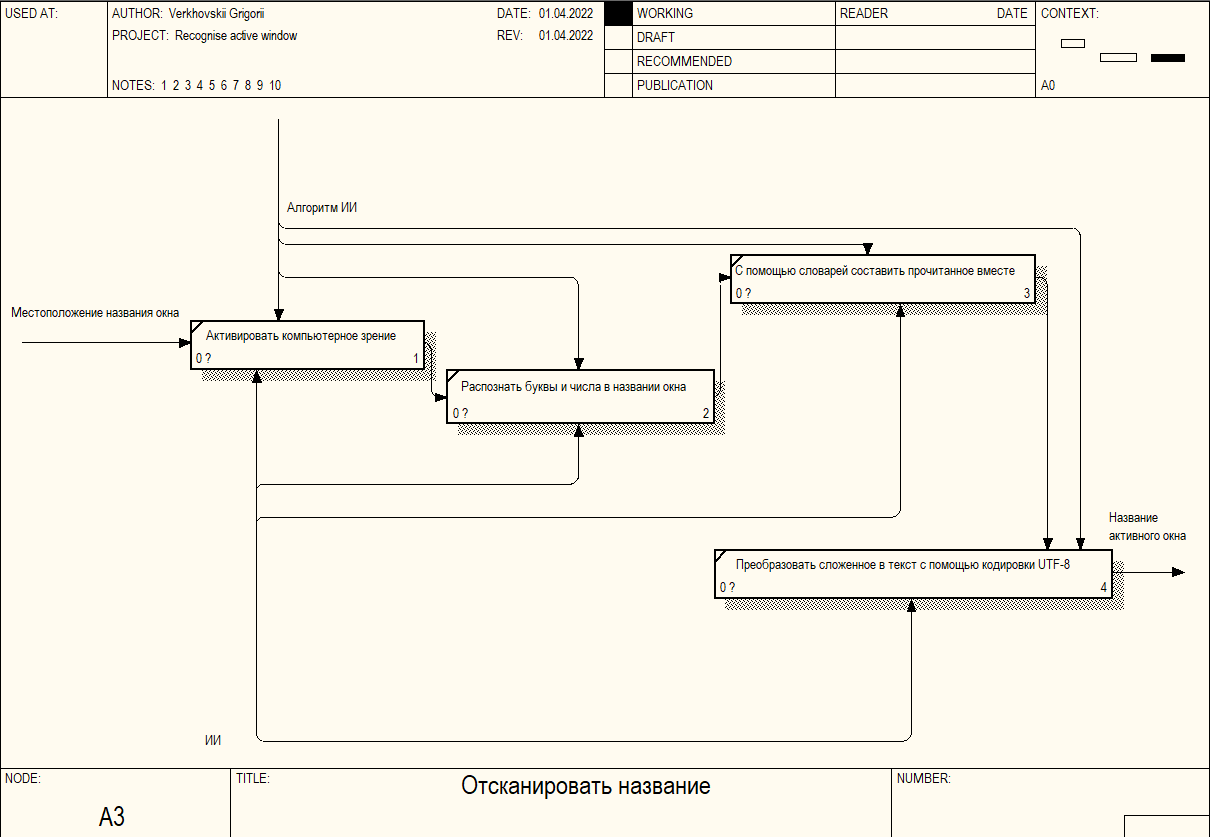 USED AT:
AUTHOR: Verkhovskii Grigorii
DATE: 01.04.2022
WORKING
READER
DATE
CONTEXT:
PROJECT: Recognise active window
REV: 01.04.2022
DRAFT
RECOMMENDED
NOTES: 1 2 3 4 5 6 7 8 9 10
PUBLICATION
A0
Алгоритм ИИ
С помощью словарей составить прочитанное вместе
0 ?
3
Местоположение названия окна
Активировать компьютерное зрение
0 ?
1
Распознать буквы и числа в названии окна
0 ?
2
Название
активного окна
Преобразовать сложенное в текст с помощью кодировки UTF-8
0 ?
4
ИИ
NODE:
TITLE:
NUMBER:
A3
Отсканировать название